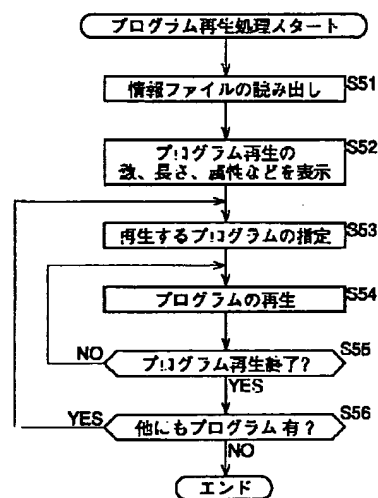 プログラム再生処理スタート
情報ファイルの読み出し
S51
プログラム再生の
数、長さ、属性などを表示
S52
再生するプログラムの指定
S53
プログラムの再生
S54
プログラム再生終了?
S55
NO
YES
他にもプログラム有?
S56
YES
NO
エンド